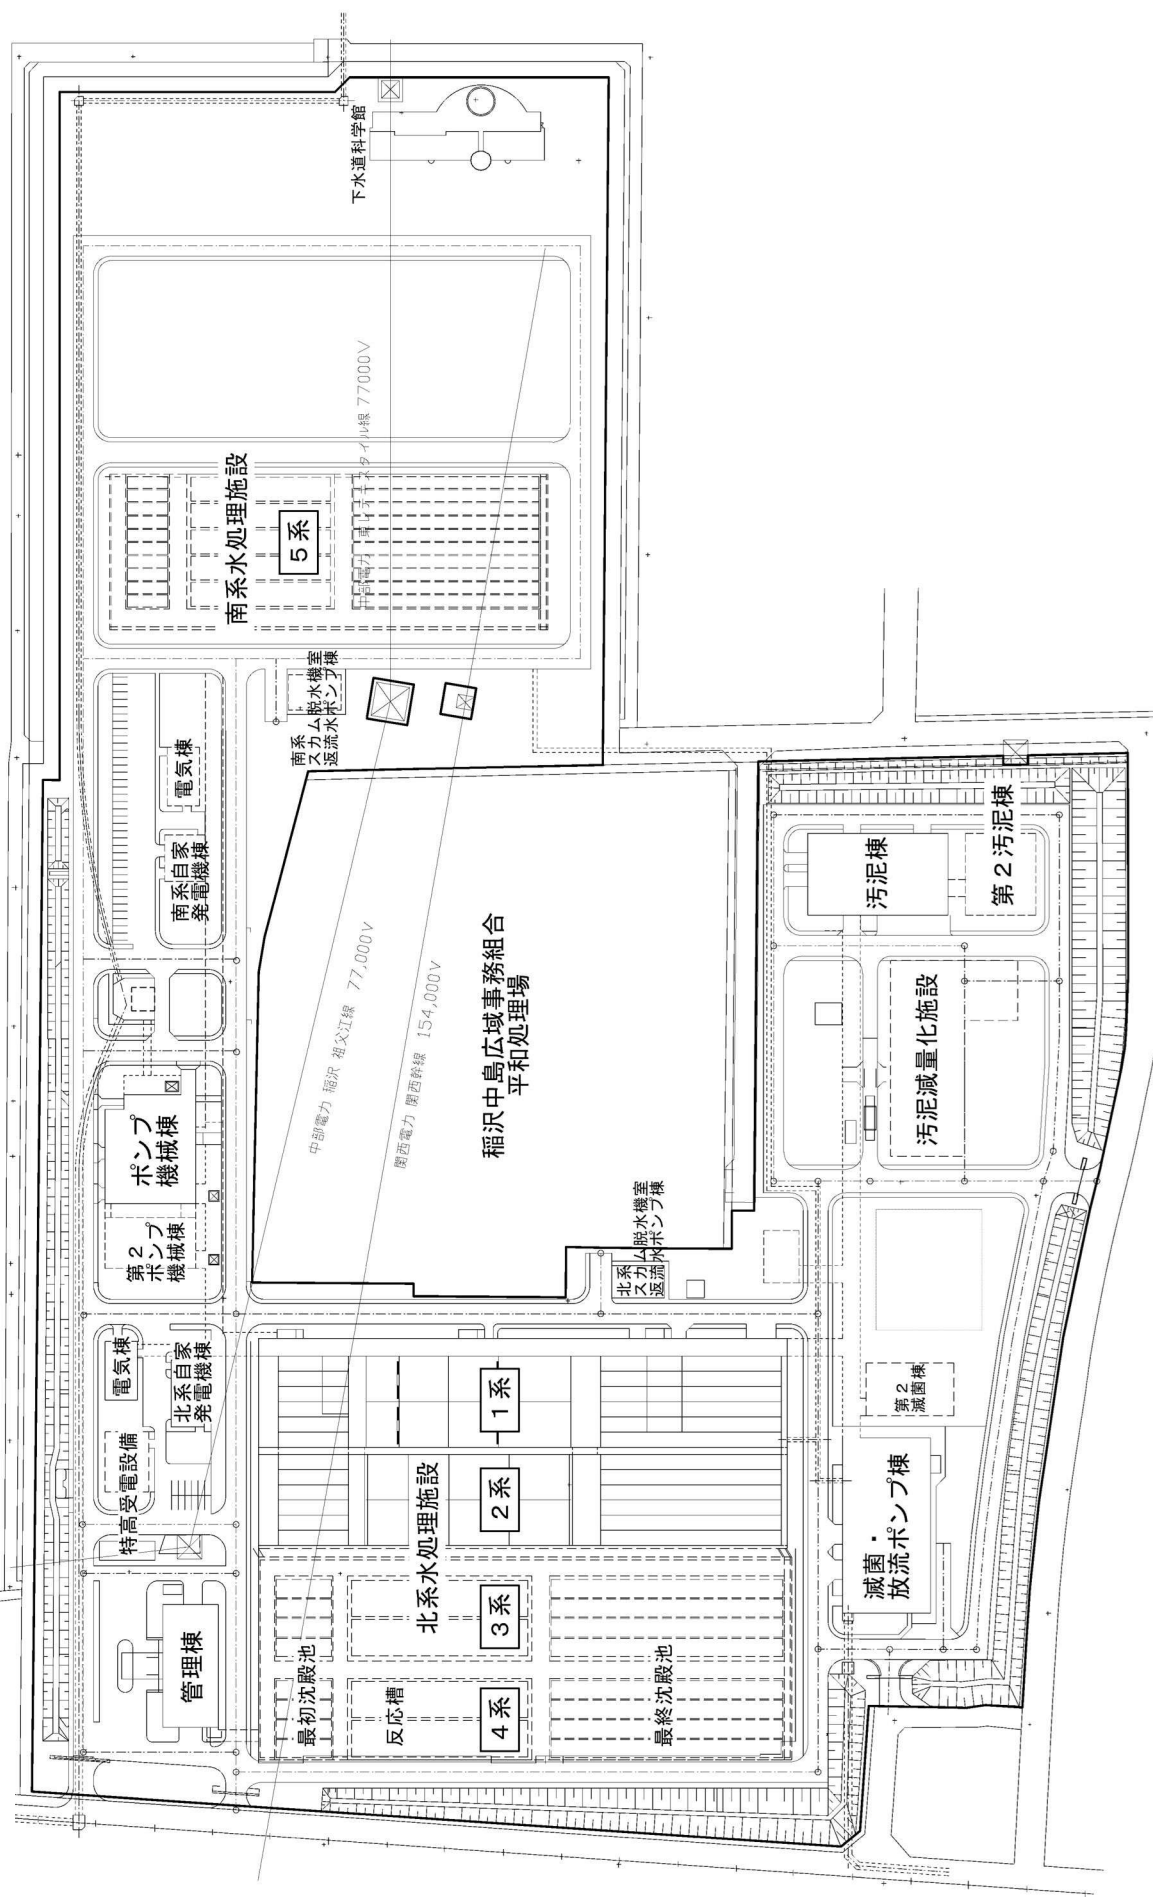 下水道科学館
中部電力 東レテキスタイル線 77000V
南系水処理施設
5系
南系
スカム脱水機室
返流水ポンプ棟
電気棟
南系自家
発電機棟
中部電力 稲沢 祖父江線 77,000V
関西電力 関西幹線 154,000V
稲沢中島広域事務組合
平和処理場
汚泥棟
第2汚泥棟
汚泥減量化施設
ポンプ
機械棟
第2
ポンプ
機械棟
北系
スカム脱水機室
返流水ポンプ棟
電気棟
北系自家
発電機棟
特高受電設備
管理棟
北系水処理施設
1系
2系
3系
4系
最初沈殿池
反応槽
最終沈殿池
第2
滅菌棟
滅菌・
放流ポンプ棟